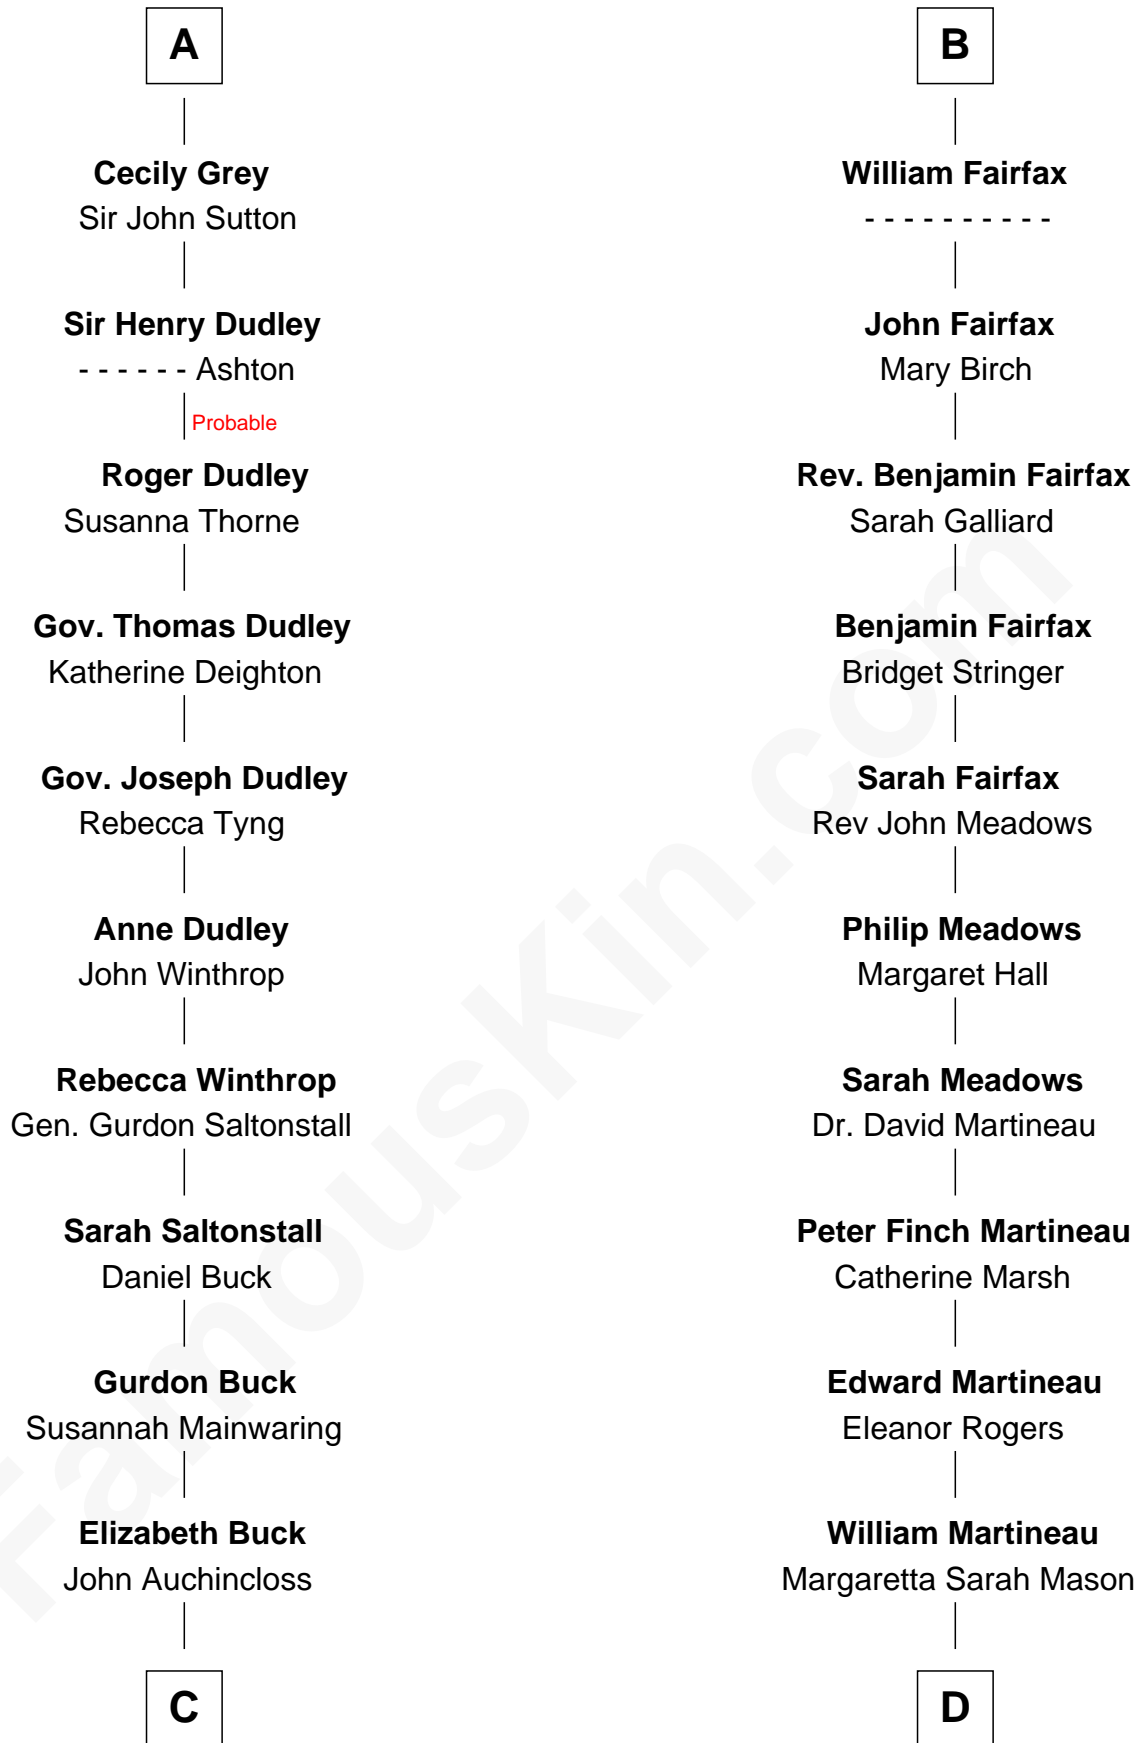 A
Cecily Grey
Sir John Sutton
Sir Henry Dudley
- - - - - - Ashton
Probable
Roger Dudley
Susanna Thorne
Gov. Thomas Dudley
Katherine Deighton
Gov. Joseph Dudley
Rebecca Tyng
Anne Dudley
John Winthrop
Rebecca Winthrop
Gen. Gurdon Saltonstall
Sarah Saltonstall
Daniel Buck
Gurdon Buck
Susannah Mainwaring
Elizabeth Buck
John Auchincloss
C
B
William Fairfax
- - - - - - - - - -
John Fairfax
Mary Birch
Rev. Benjamin Fairfax
Sarah Galliard
Benjamin Fairfax
Bridget Stringer
Sarah Fairfax
Rev John Meadows
Philip Meadows
Margaret Hall
Sarah Meadows
Dr. David Martineau
Peter Finch Martineau
Catherine Marsh
Edward Martineau
Eleanor Rogers
William Martineau
Margaretta Sarah Mason
D
FamousKin.com